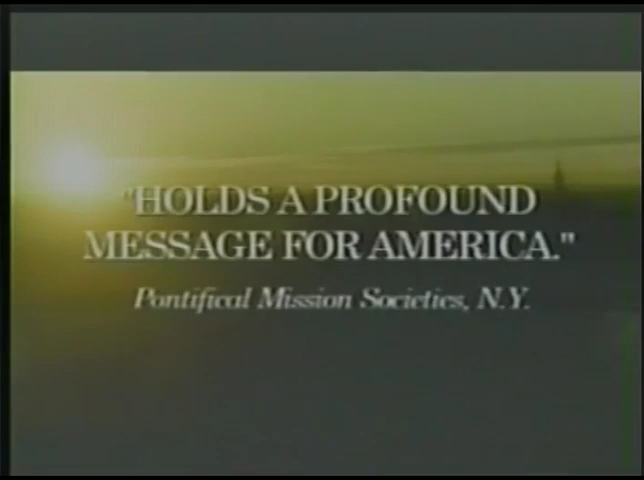 "HOLDS A PROFOUND
MESSAGE FOR AMERICA."
Pontifical Mission Societies, N.Y.